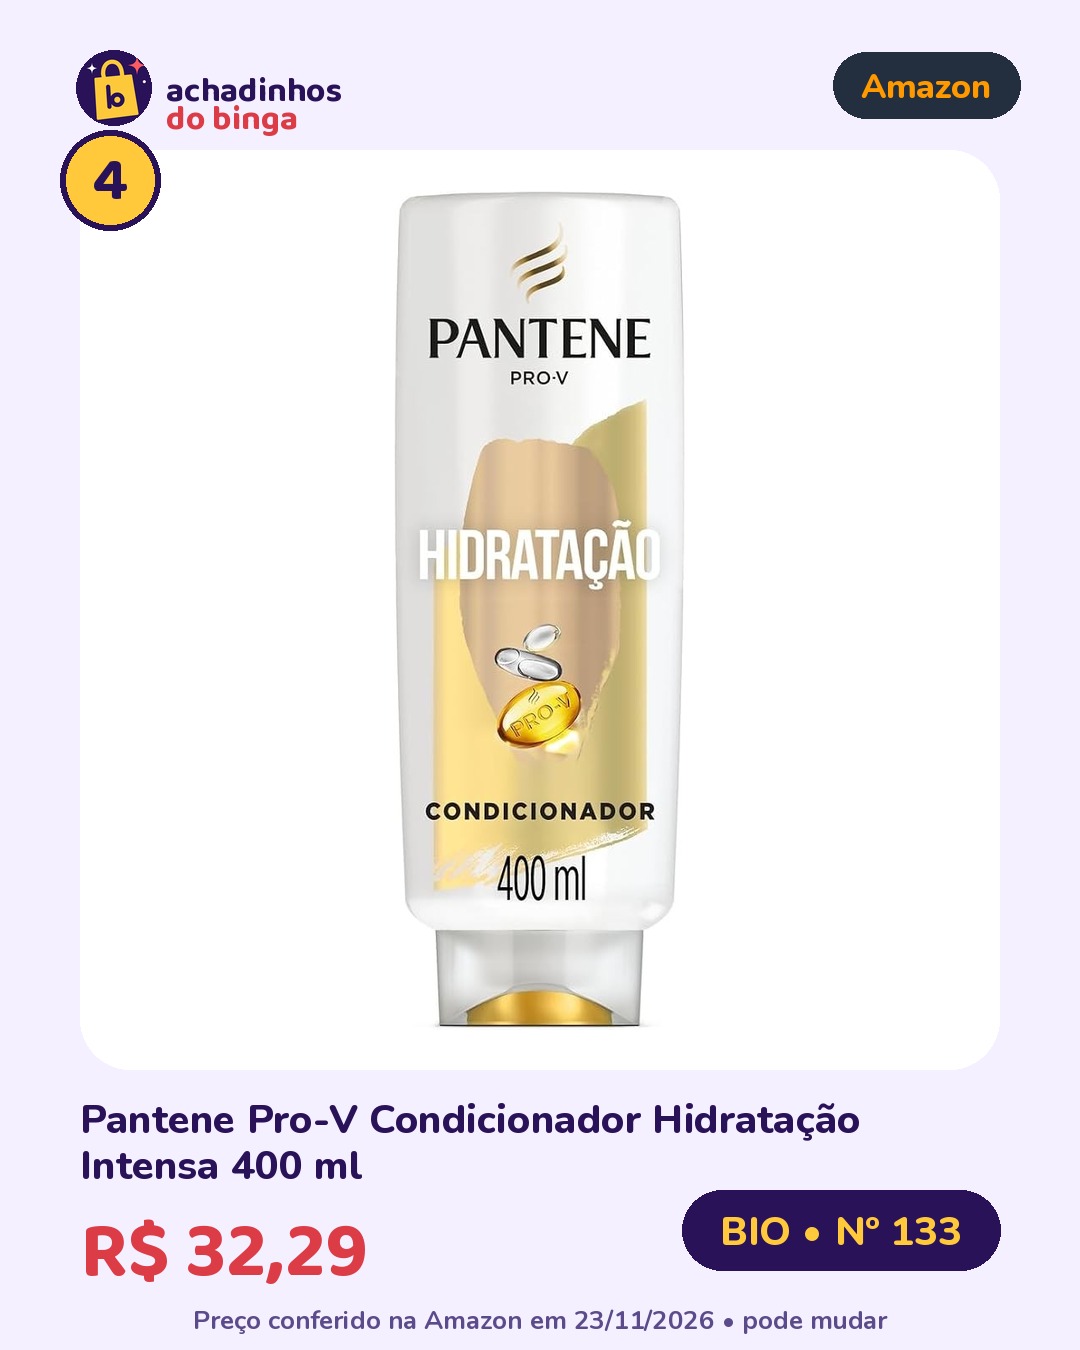 achadinhos
do binga
b
Amazon
4
PANTENE
PRO-V
HIDRATAÇÃO
PRO-V
CONDICIONADOR
400 ml
Pantene Pro-V Condicionador Hidratação
Intensa 400 ml
R$ 32,29
BIO • Nº 133
Preço conferido na Amazon em 23/11/2026 • pode mudar